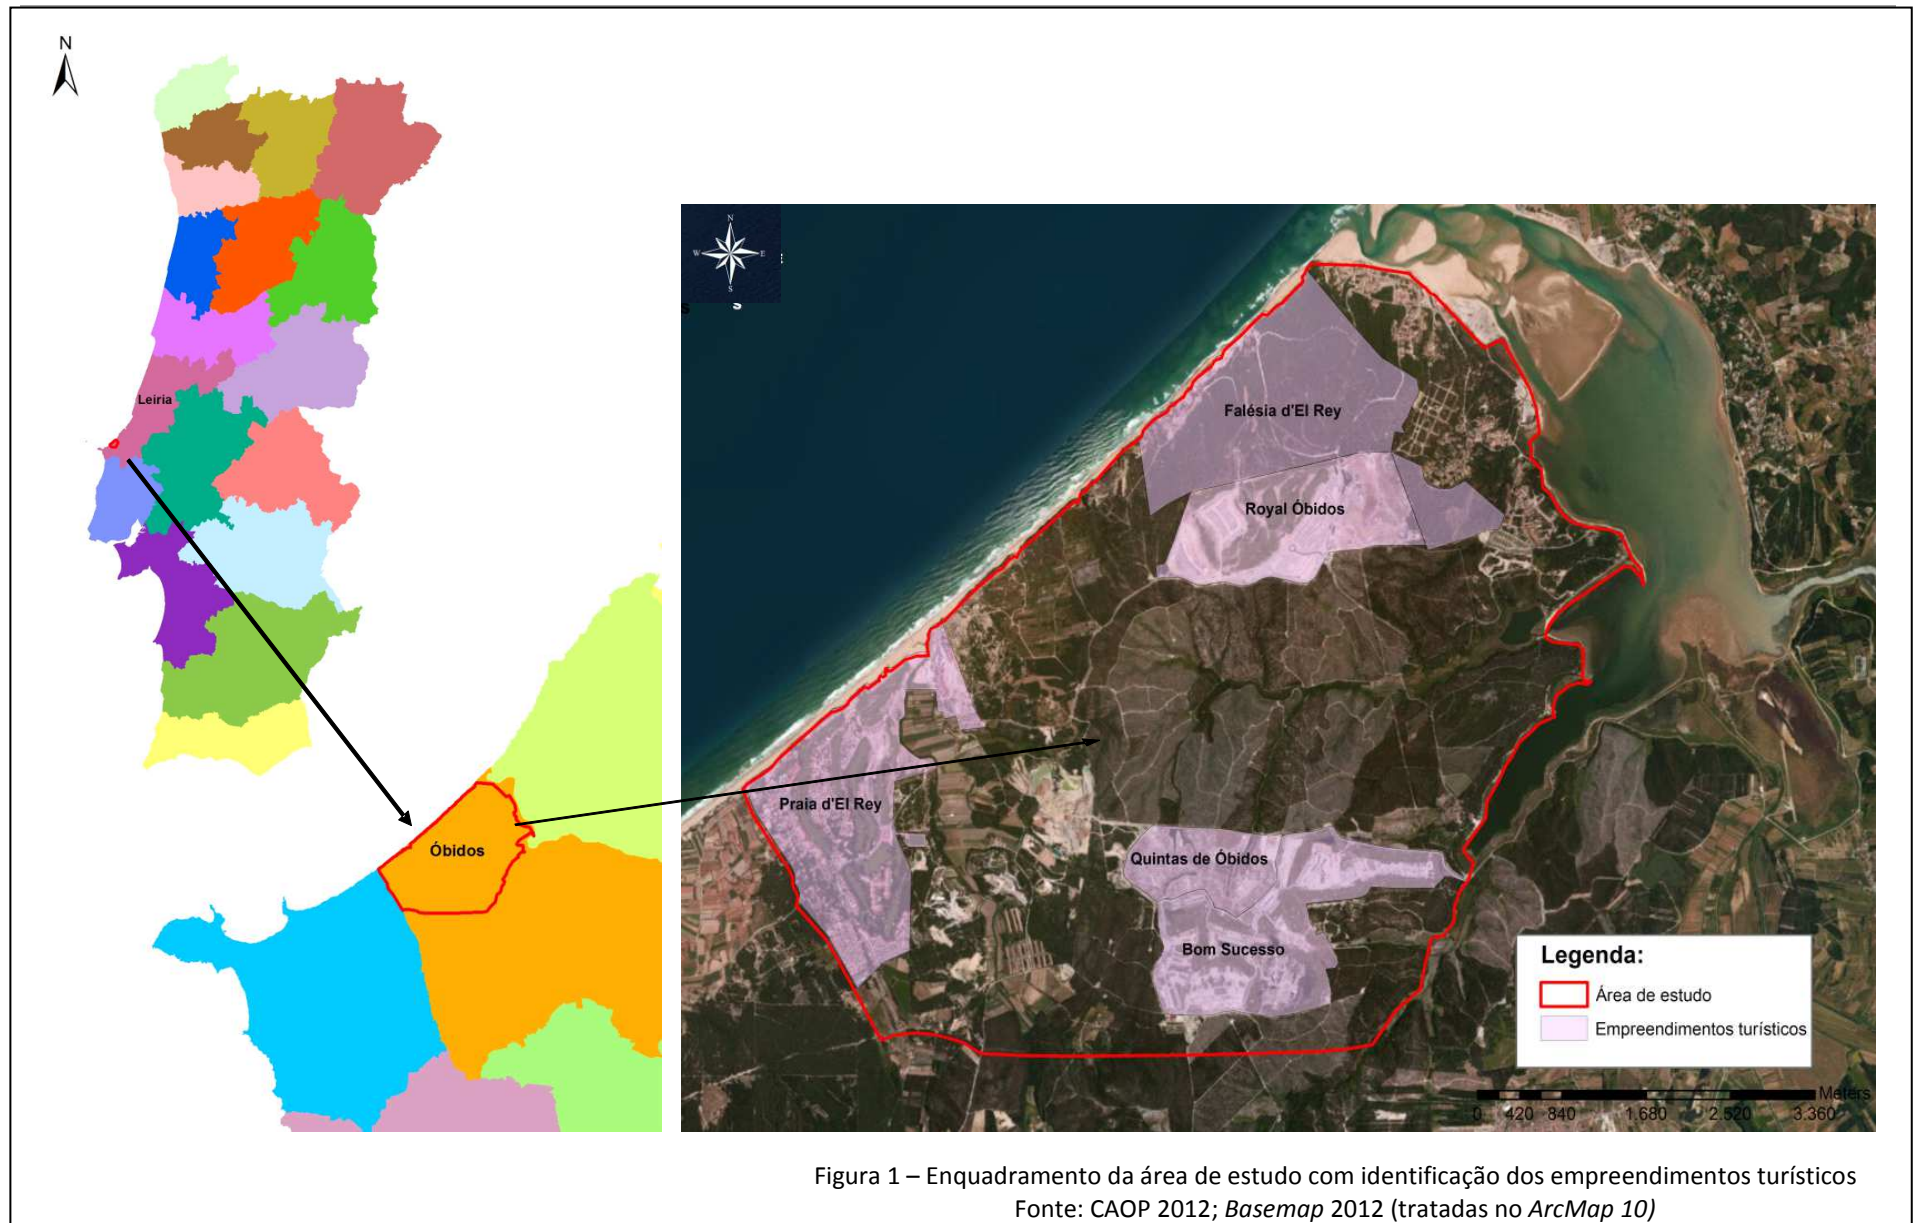 N
Leiria
Óbidos
N
W
E
S
s
s
Falésia d'El Rey
Royal Óbidos
Praia d'El Rey
Quintas de Óbidos
Bom Sucesso
Legenda:
Área de estudo
Empreendimentos turísticos
Meters
0 420 840 1.680 2.520 3.360
Figura 1 – Enquadramento da área de estudo com identificação dos empreendimentos turísticos
Fonte: CAOP 2012; Basemap 2012 (tratadas no ArcMap 10)